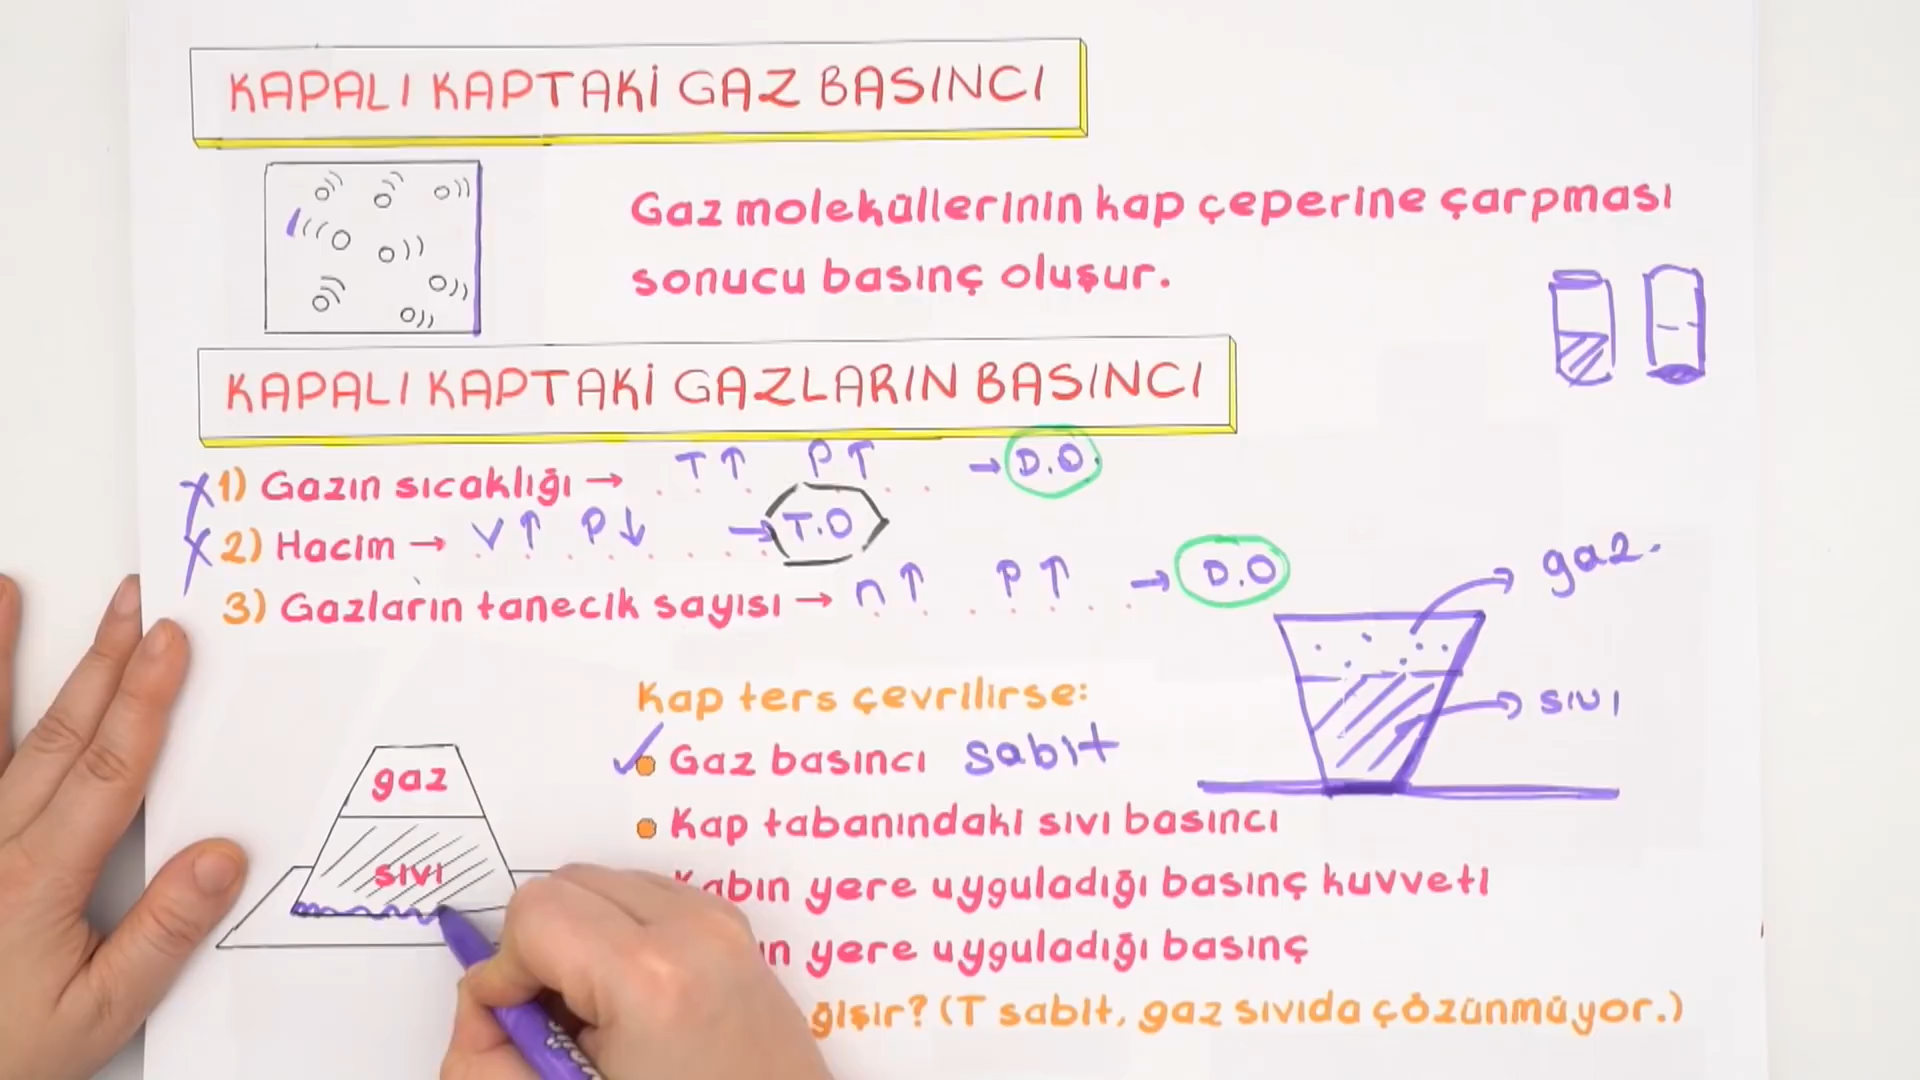 KAPALI KAPTAKİ GAZ BASINCI
Gaz moleküllerinin kap çeperine çarpması
sonucu basınç oluşur.
KAPALI KAPTAKİ GAZLARIN BASINCI
1) Gazın sıcaklığı → T↑ P↑ → D.O.
2) Hacim → V↑ P↓ → T.O
3) Gazların tanecik sayısı → n↑ P↑ → D.O
gaz.
sıvı
Kap ters çevrilirse:
Gaz basıncı sabit
Kap tabanındaki sıvı basıncı
Kabın yere uyguladığı basınç kuvveti
yere uyguladığı basınç
(T sabit, gaz sıvıda çözünmüyor.)
gaz
sıvı